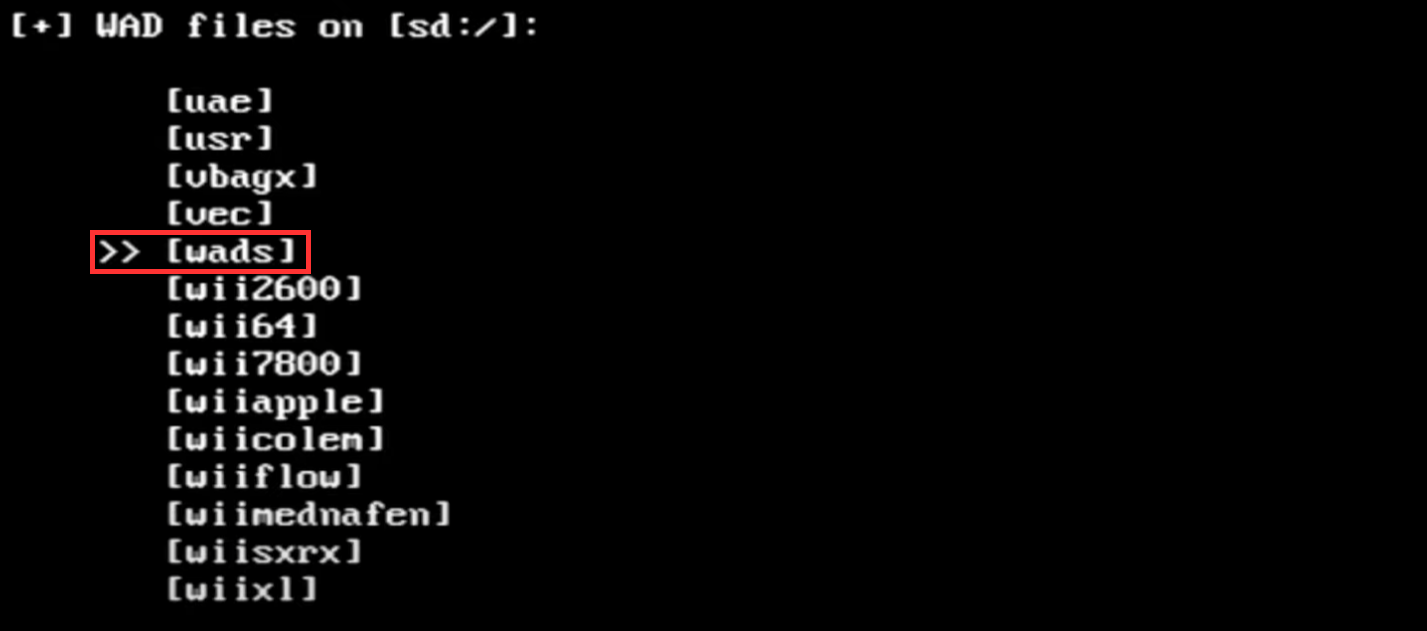 [+] WAD files on [sd:/]:
[uae]
[usr]
[vbagx]
[vec]
>> [wads]
[wii2600]
[wii64]
[wii7800]
[wiiapple]
[wiicolem]
[wiiflow]
[wiimednafen]
[wiisxrx]
[wiixl]